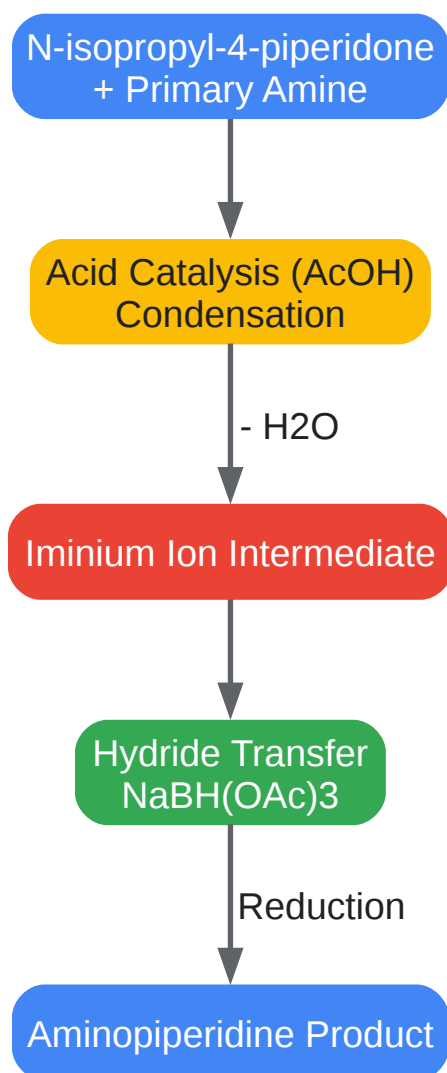 N-isopropyl-4-piperidone
+ Primary Amine
Acid Catalysis (AcOH)
Condensation
- H2O
Iminium Ion Intermediate
Hydride Transfer
NaBH(OAc)3
Reduction
Aminopiperidine Product